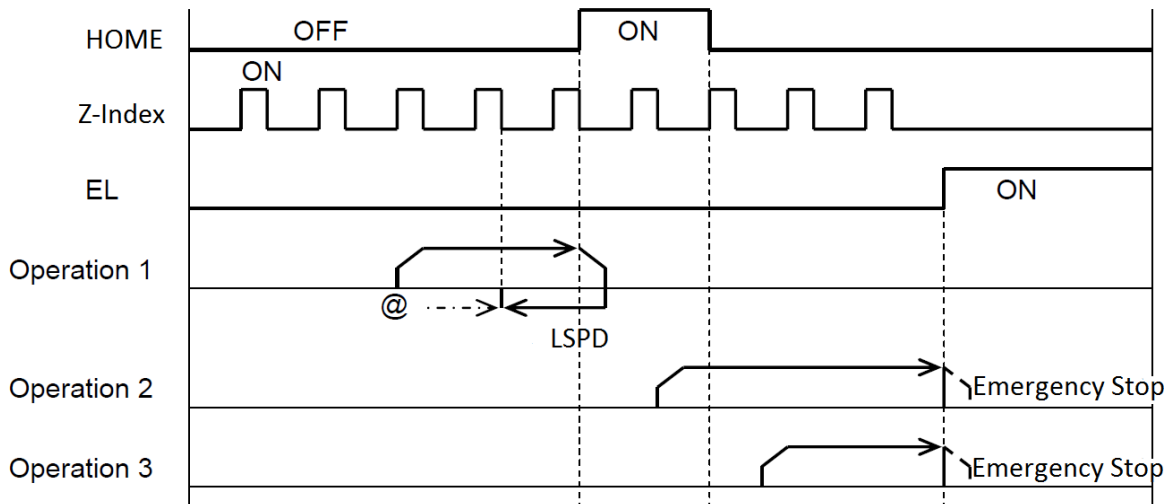 HOME
OFF
ON
ON
Z-Index
EL
ON
Operation 1
@
LSPD
Operation 2
Emergency Stop
Operation 3
Emergency Stop